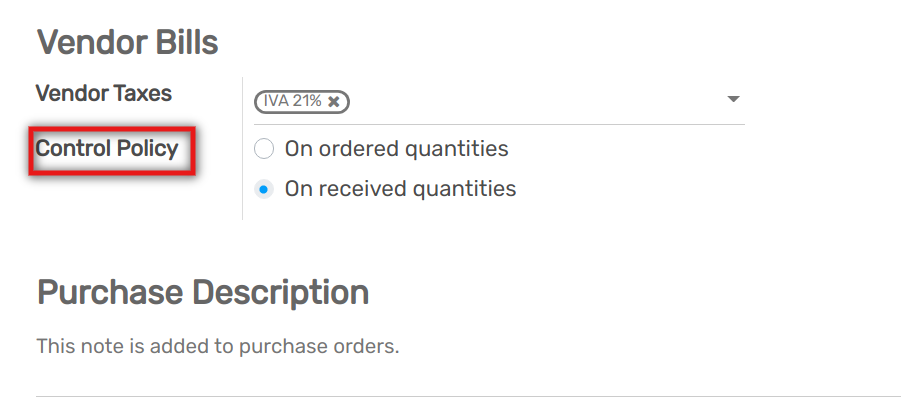 Vendor Bills
Vendor Taxes
IVA 21% ✖
Control Policy
On ordered quantities
On received quantities
Purchase Description
This note is added to purchase orders.